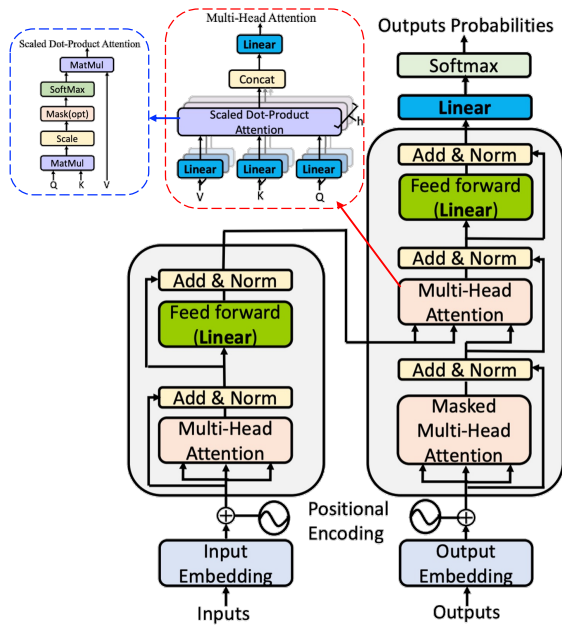 Scaled Dot-Product Attention
MatMul
SoftMax
Mask(opt)
Scale
MatMul
Q K V
Multi-Head Attention
Linear
Concat
Scaled Dot-Product
Attention
h
Linear Linear Linear
V K Q
Outputs Probabilities
Softmax
Linear
Add & Norm
Feed forward
(Linear)
Add & Norm
Multi-Head
Attention
Add & Norm
Masked
Multi-Head
Attention
Add & Norm
Feed forward
(Linear)
Add & Norm
Multi-Head
Attention
Positional
Encoding
Input
Embedding
Inputs
Output
Embedding
Outputs